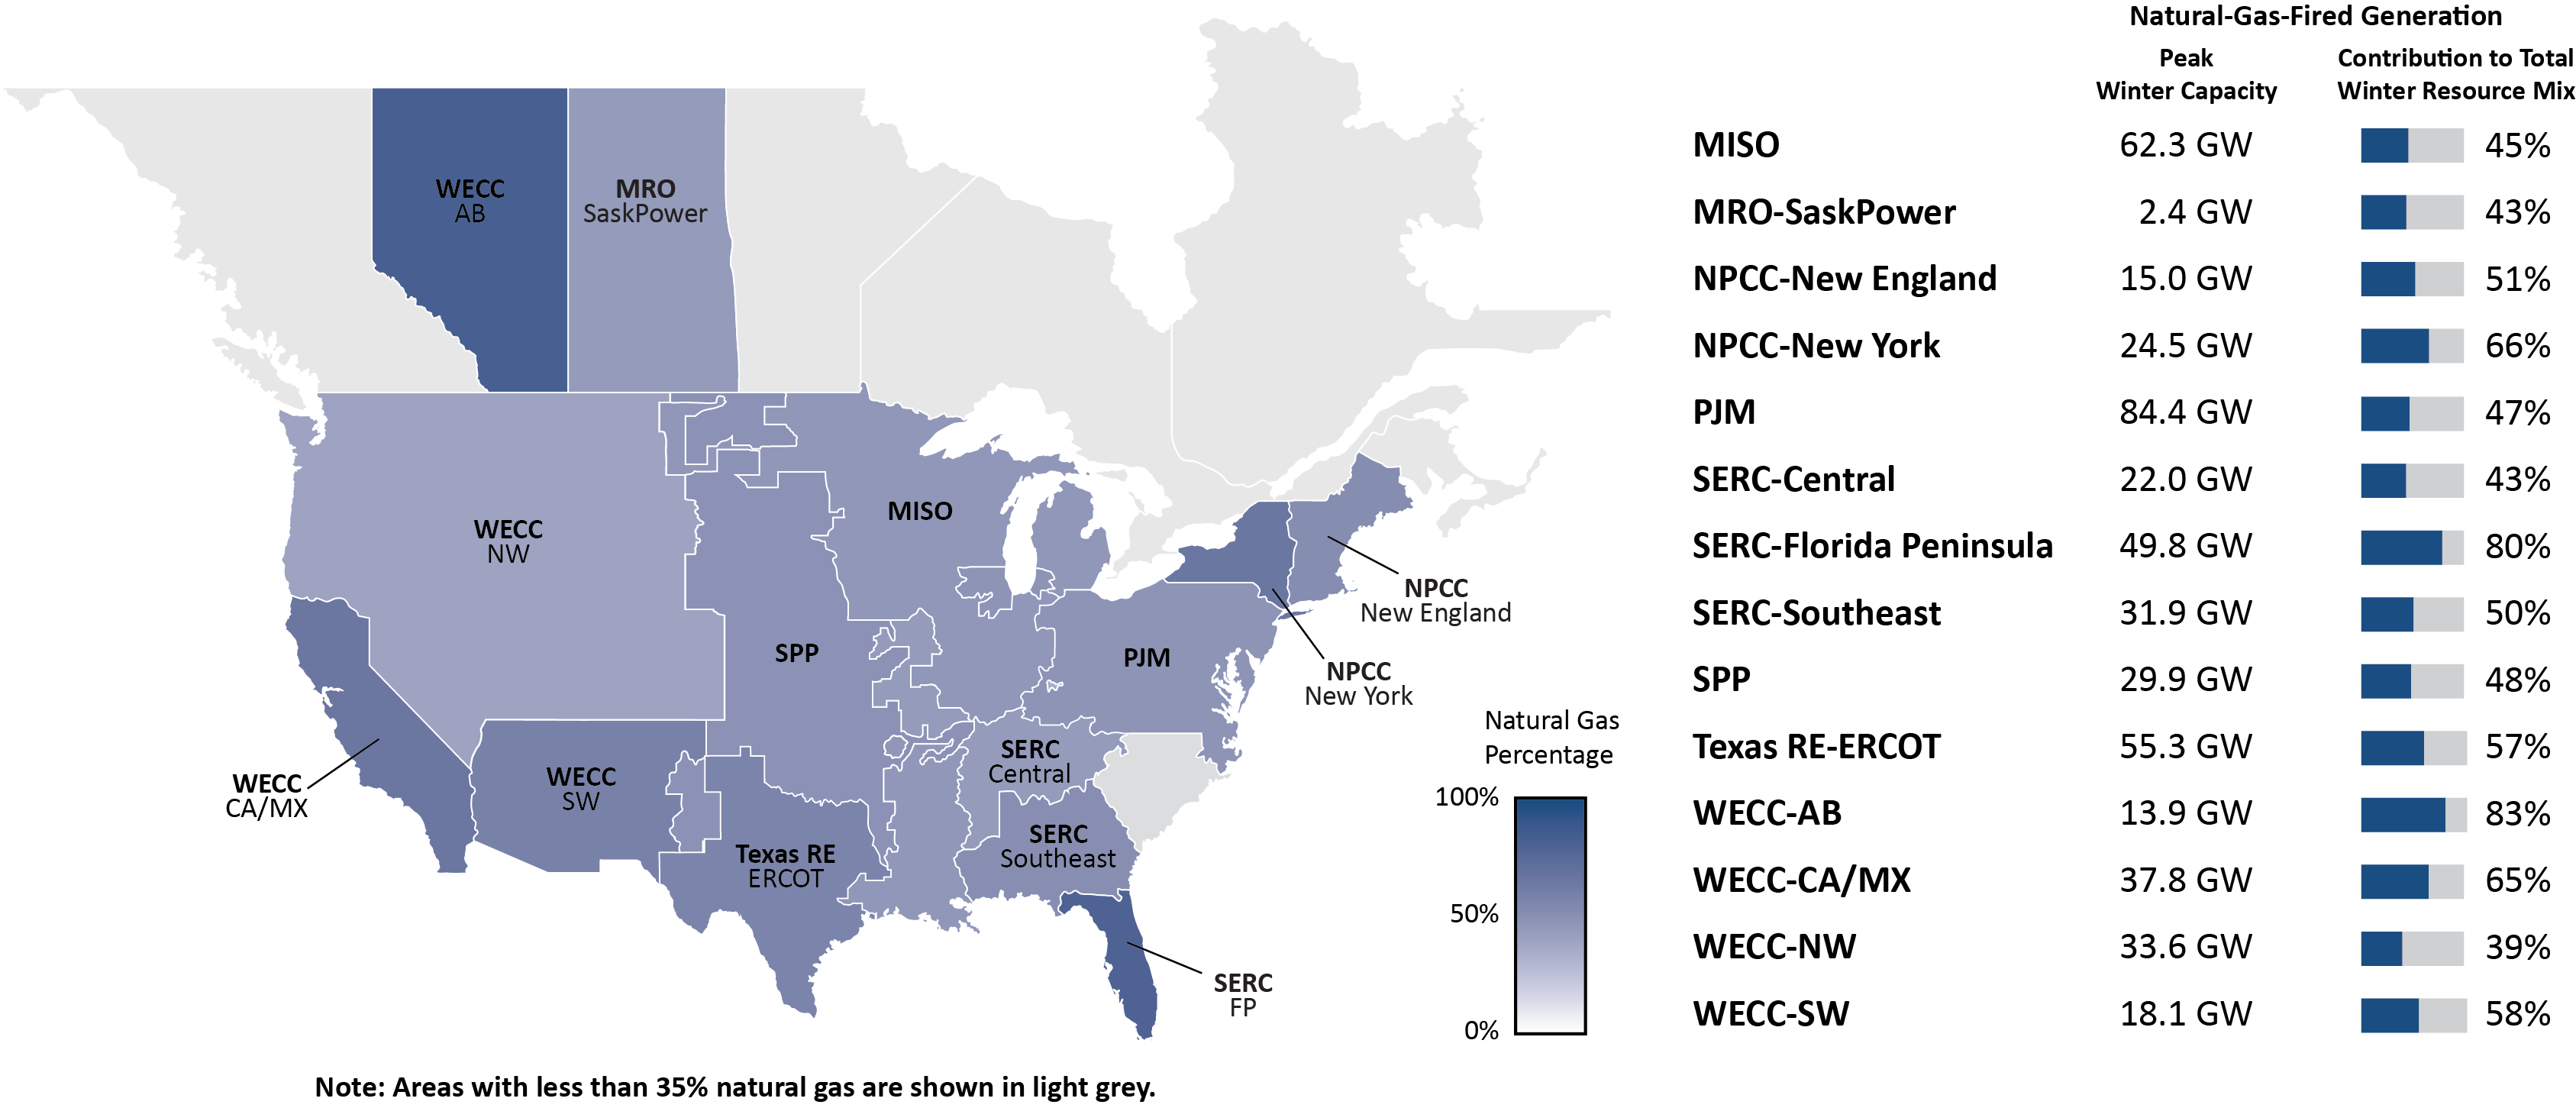 Natural-Gas-Fired Generation
Peak
Winter Capacity
Contribution to Total
Winter Resource Mix
MISO 62.3 GW 45%
MRO-SaskPower 2.4 GW 43%
NPCC-New England 15.0 GW 51%
NPCC-New York 24.5 GW 66%
PJM 84.4 GW 47%
SERC-Central 22.0 GW 43%
SERC-Florida Peninsula 49.8 GW 80%
SERC-Southeast 31.9 GW 50%
SPP 29.9 GW 48%
Texas RE-ERCOT 55.3 GW 57%
WECC-AB 13.9 GW 83%
WECC-CA/MX 37.8 GW 65%
WECC-NW 33.6 GW 39%
WECC-SW 18.1 GW 58%
WECC
AB
MRO
SaskPower
WECC
NW
MISO
NPCC
New England
SPP
PJM
NPCC
New York
WECC
CA/MX
WECC
SW
SERC
Central
Texas RE
ERCOT
SERC
Southeast
SERC
FP
Natural Gas
Percentage
100%
50%
0%
Note: Areas with less than 35% natural gas are shown in light grey.